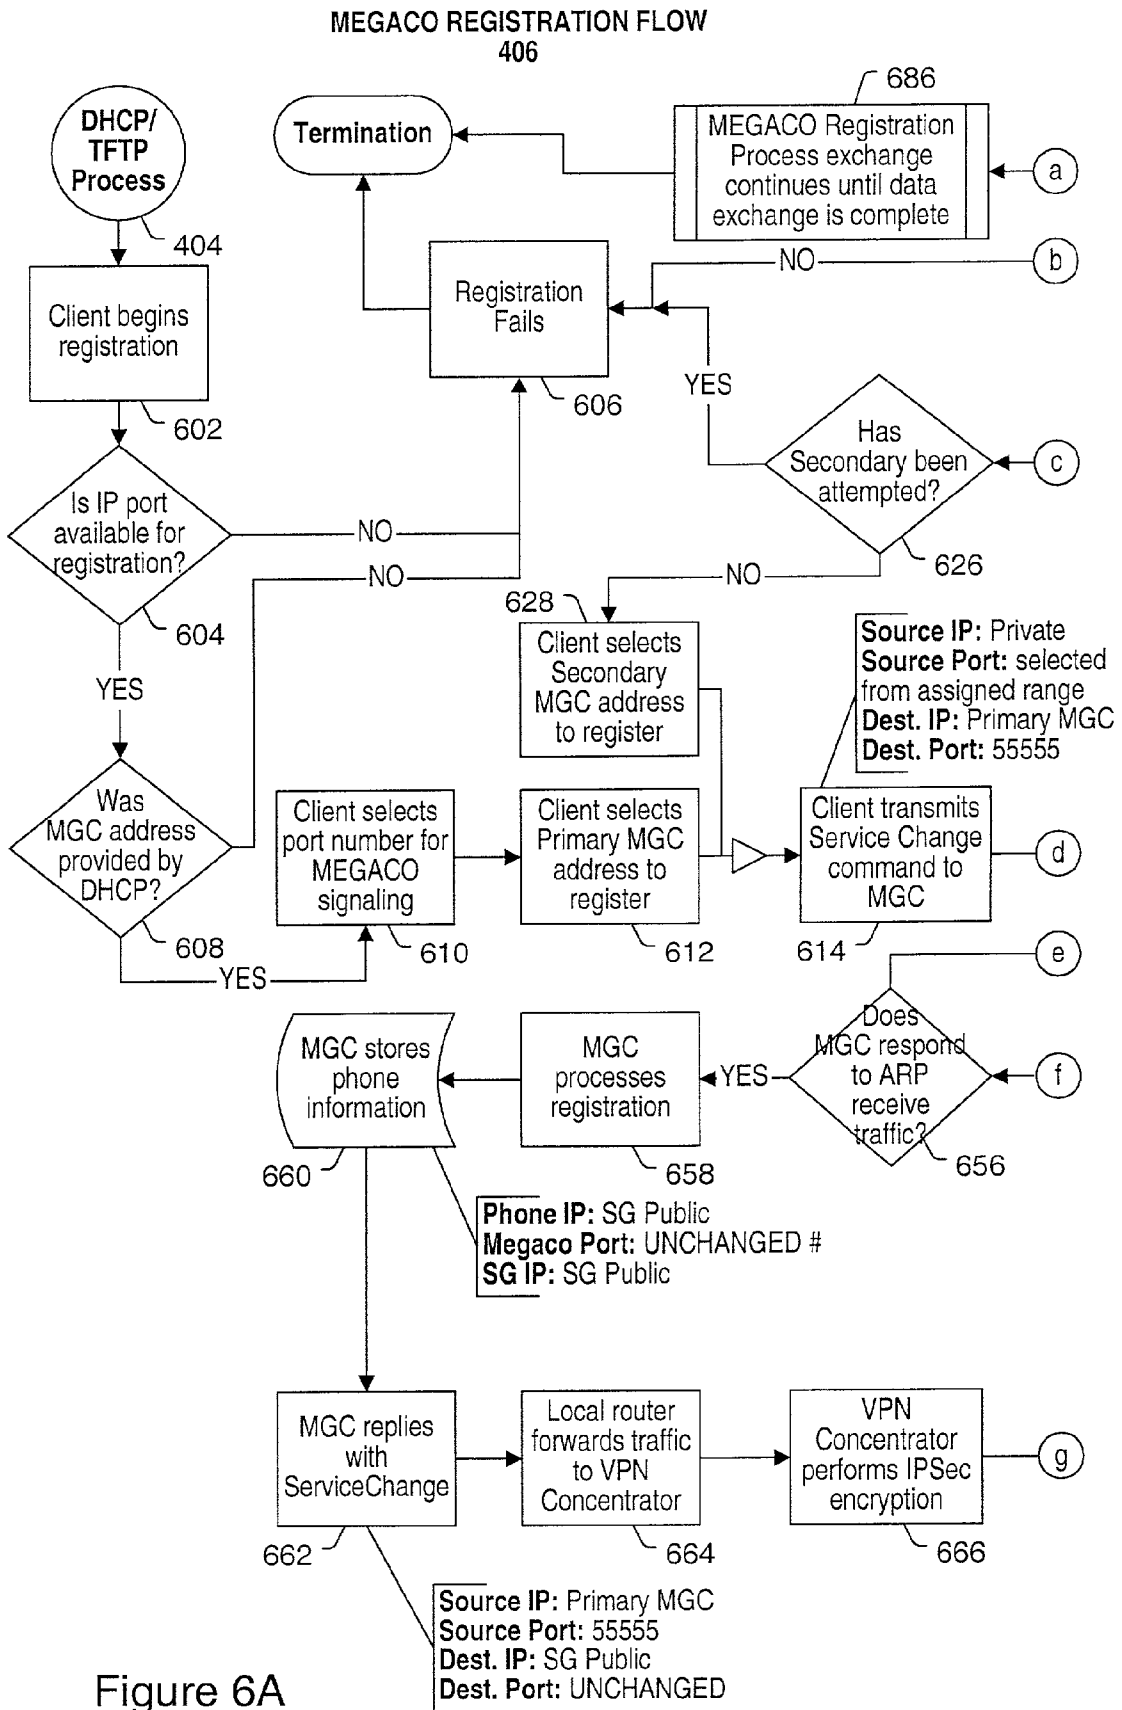 MEGACO REGISTRATION FLOW
406
686
DHCP/
TFTP
Process
Termination
MEGACO Registration
Process exchange
continues until data
exchange is complete
a
404
NO
b
Client begins
registration
Registration
Fails
YES
602
606
Has
Secondary been
attempted?
c
Is IP port
available for
registration?
NO
626
NO
NO
604
628
YES
Client selects
Secondary
MGC address
to register
Source IP: Private
Source Port: selected
from assigned range
Dest. IP: Primary MGC
Dest. Port: 55555
Was
MGC address
provided by
DHCP?
Client selects
port number for
MEGACO
signaling
Client selects
Primary MGC
address to
register
Client transmits
Service Change
command to
MGC
d
608
610
612
614
YES
e
MGC stores
phone
information
MGC
processes
registration
YES
Does
MGC respond
to ARP
receive
traffic?
f
660
658
656
Phone IP: SG Public
Megaco Port: UNCHANGED #
SG IP: SG Public
MGC replies
with
ServiceChange
Local router
forwards traffic
to VPN
Concentrator
VPN
Concentrator
performs IPSec
encryption
g
662
664
666
Source IP: Primary MGC
Source Port: 55555
Dest. IP: SG Public
Dest. Port: UNCHANGED
Figure 6A